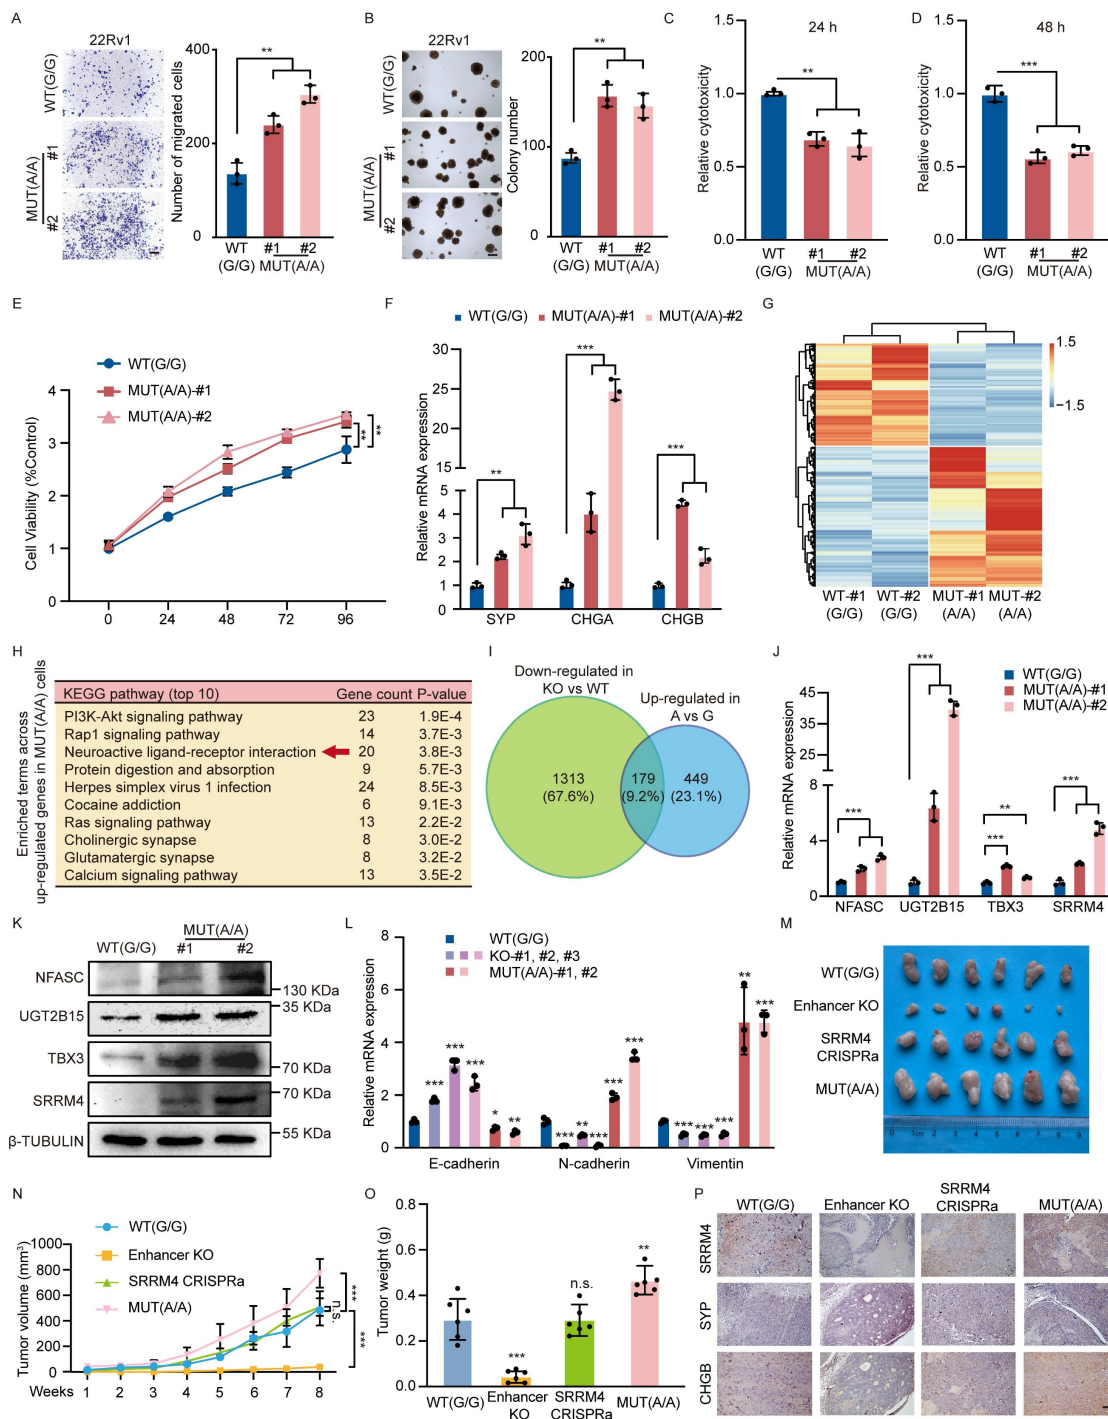 A
22Rv1
WT(G/G)
MUT(A/A)
#1
#2
Number of migrated cells
400
200
0
**
WT
(G/G)
#1 #2
MUT(A/A)
B
22Rv1
WT(G/G)
MUT(A/A)
#1
#2
Colony number
200
100
0
**
WT
(G/G)
#1 #2
MUT(A/A)
C
24 h
Relative cytotoxicity
1.5
1.0
0.5
0.0
**
WT
(G/G)
#1 #2
MUT(A/A)
D
48 h
Relative cytotoxicity
1.5
1.0
0.5
0.0
***
WT
(G/G)
#1 #2
MUT(A/A)
E
WT(G/G)
MUT(A/A)-#1
MUT(A/A)-#2
Cell Viability (%Control)
4
3
2
1
0
**
**
0 24 48 72 96
F
WT(G/G) MUT(A/A)-#1 MUT(A/A)-#2
Relative mRNA expression
30
25
20
15
5
4
3
2
1
0
** *** ***
SYP CHGA CHGB
G
1.5
−1.5
WT-#1 WT-#2 MUT-#1 MUT-#2
(G/G) (G/G) (A/A) (A/A)
H
Enriched terms across
up-regulated genes in MUT(A/A) cells
KEGG pathway (top 10) Gene count P-value
PI3K-Akt signaling pathway 23 1.9E-4
Rap1 signaling pathway 14 3.7E-3
Neuroactive ligand-receptor interaction 20 3.8E-3
Protein digestion and absorption 9 5.7E-3
Herpes simplex virus 1 infection 24 8.5E-3
Cocaine addiction 6 9.1E-3
Ras signaling pathway 13 2.2E-2
Cholinergic synapse 8 3.0E-2
Glutamatergic synapse 8 3.2E-2
Calcium signaling pathway 13 3.5E-2
I
Down-regulated in
KO vs WT
Up-regulated in
A vs G
1313 179 449
(67.6%) (9.2%) (23.1%)
J
WT(G/G)
MUT(A/A)-#1
MUT(A/A)-#2
Relative mRNA expression
45
30
15
8
4
0
*** *** *** ** ***
NFASC UGT2B15 TBX3 SRRM4
K
MUT(A/A)
WT(G/G) #1 #2
NFASC
130 KDa
35 KDa
UGT2B15
TBX3
70 KDa
70 KDa
SRRM4
55 KDa
β-TUBULIN
L
WT(G/G)
KO-#1, #2, #3
MUT(A/A)-#1, #2
Relative mRNA expression
8
6
4
2
0
*** *** *** * **
*** ** *** *** ***
*** *** *** ** ***
E-cadherin N-cadherin Vimentin
M
WT(G/G)
Enhancer KO
SRRM4
CRISPRa
MUT(A/A)
0 1cm 2 3 4 5 6 7 8 9
N
WT(G/G)
Enhancer KO
SRRM4 CRISPRa
MUT(A/A)
Tumor volume (mm³)
1000
800
600
400
200
0
***
n.s.
***
Weeks 1 2 3 4 5 6 7 8
O
Tumor weight (g)
0.6
0.4
0.2
0.0
*** n.s. **
WT(G/G) Enhancer KO SRRM4 CRISPRa MUT(A/A)
P
WT(G/G) Enhancer KO SRRM4 CRISPRa MUT(A/A)
SRRM4
SYP
CHGB